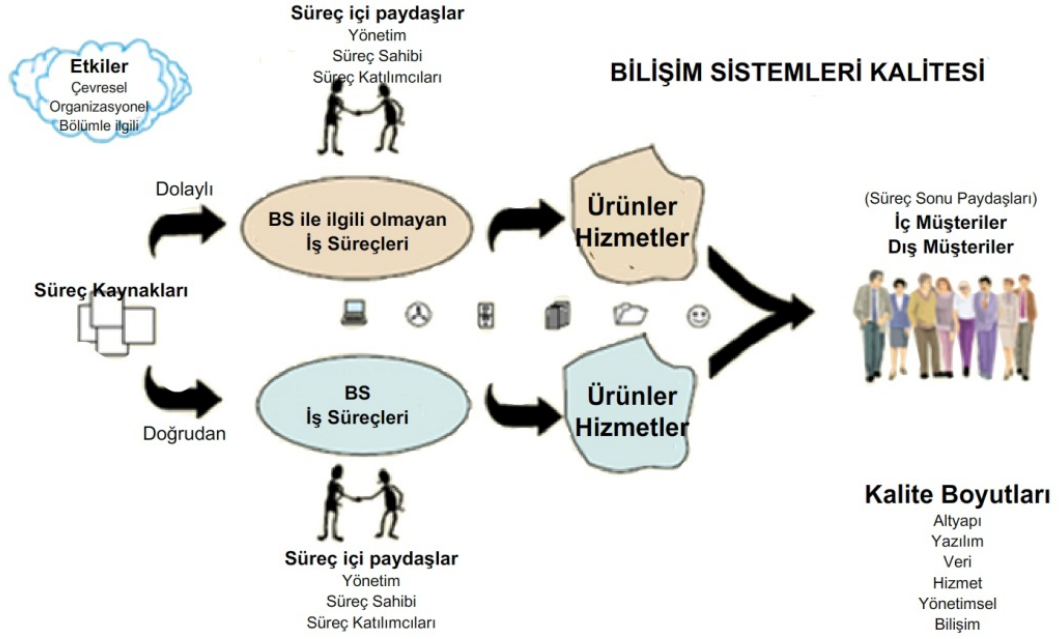 Süreç içi paydaşlar
Yönetim
Süreç Sahibi
Süreç Katılımcıları
Etkiler
Çevresel
Organizasyonel
Bölümle ilgili
BİLİŞİM SİSTEMLERİ KALİTESİ
Dolaylı
BS ile ilgili olmayan
İş Süreçleri
Ürünler
Hizmetler
(Süreç Sonu Paydaşları)
İç Müşteriler
Dış Müşteriler
Süreç Kaynakları
Doğrudan
BS
İş Süreçleri
Ürünler
Hizmetler
Süreç içi paydaşlar
Yönetim
Süreç Sahibi
Süreç Katılımcıları
Kalite Boyutları
Altyapı
Yazılım
Veri
Hizmet
Yönetimsel
Bilişim